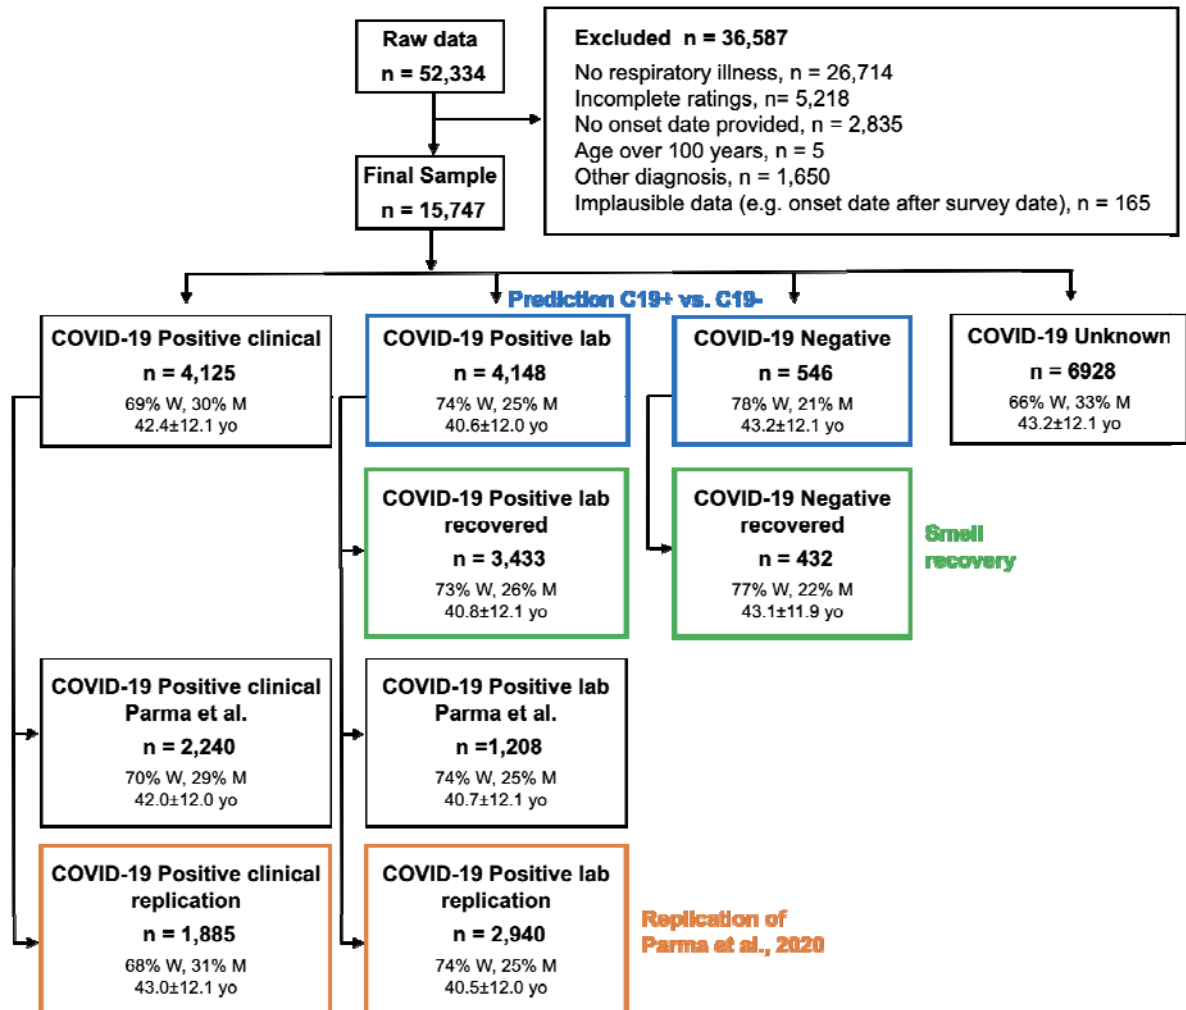 Raw data
n = 52,334
Excluded  n = 36,587
No respiratory illness, n = 26,714
Incomplete ratings, n= 5,218
No onset date provided, n = 2,835
Age over 100 years, n = 5
Other diagnosis, n = 1,650
Implausible data (e.g. onset date after survey date), n = 165
Final Sample
n = 15,747
Prediction C19+ vs. C19-
COVID-19 Positive clinical
n = 4,125
69% W, 30% M
42.4±12.1 yo
COVID-19 Positive lab
n = 4,148
74% W, 25% M
40.6±12.0 yo
COVID-19 Negative
n = 546
78% W, 21% M
43.2±12.1 yo
COVID-19 Unknown
n = 6928
66% W, 33% M
43.2±12.1 yo
COVID-19 Positive lab
recovered
n = 3,433
73% W, 26% M
40.8±12.1 yo
COVID-19 Negative
recovered
n = 432
77% W, 22% M
43.1±11.9 yo
Smell
recovery
COVID-19 Positive clinical
Parma et al.
n = 2,240
70% W, 29% M
42.0±12.0 yo
COVID-19 Positive lab
Parma et al.
n =1,208
74% W, 25% M
40.7±12.1 yo
COVID-19 Positive clinical
replication
n = 1,885
68% W, 31% M
43.0±12.1 yo
COVID-19 Positive lab
replication
n = 2,940
74% W, 25% M
40.5±12.0 yo
Replication of
Parma et al., 2020